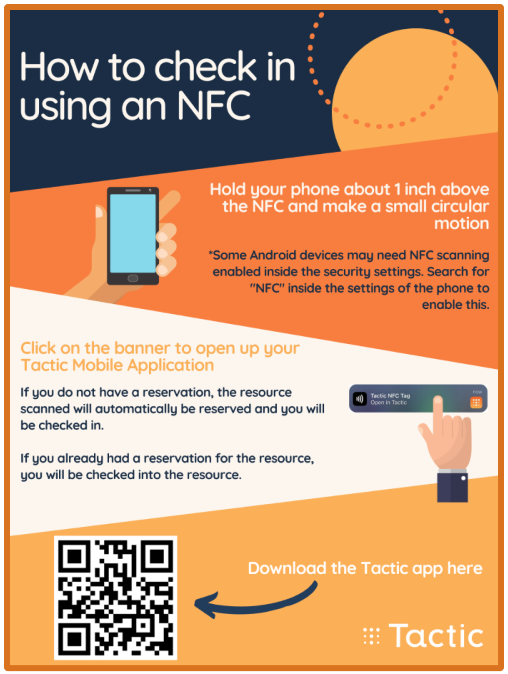 How to check in
using an NFC
Hold your phone about 1 inch above
the NFC and make a small circular
motion
*Some Android devices may need NFC scanning
enabled inside the security settings. Search for
"NFC" inside the settings of the phone to
enable this.
Click on the banner to open up your
Tactic Mobile Application
If you do not have a reservation, the resource
scanned will automatically be reserved and you will
be checked in.
If you already had a reservation for the resource,
you will be checked into the resource.
Tactic NFC Tag
Open in Tactic
Download the Tactic app here
Tactic